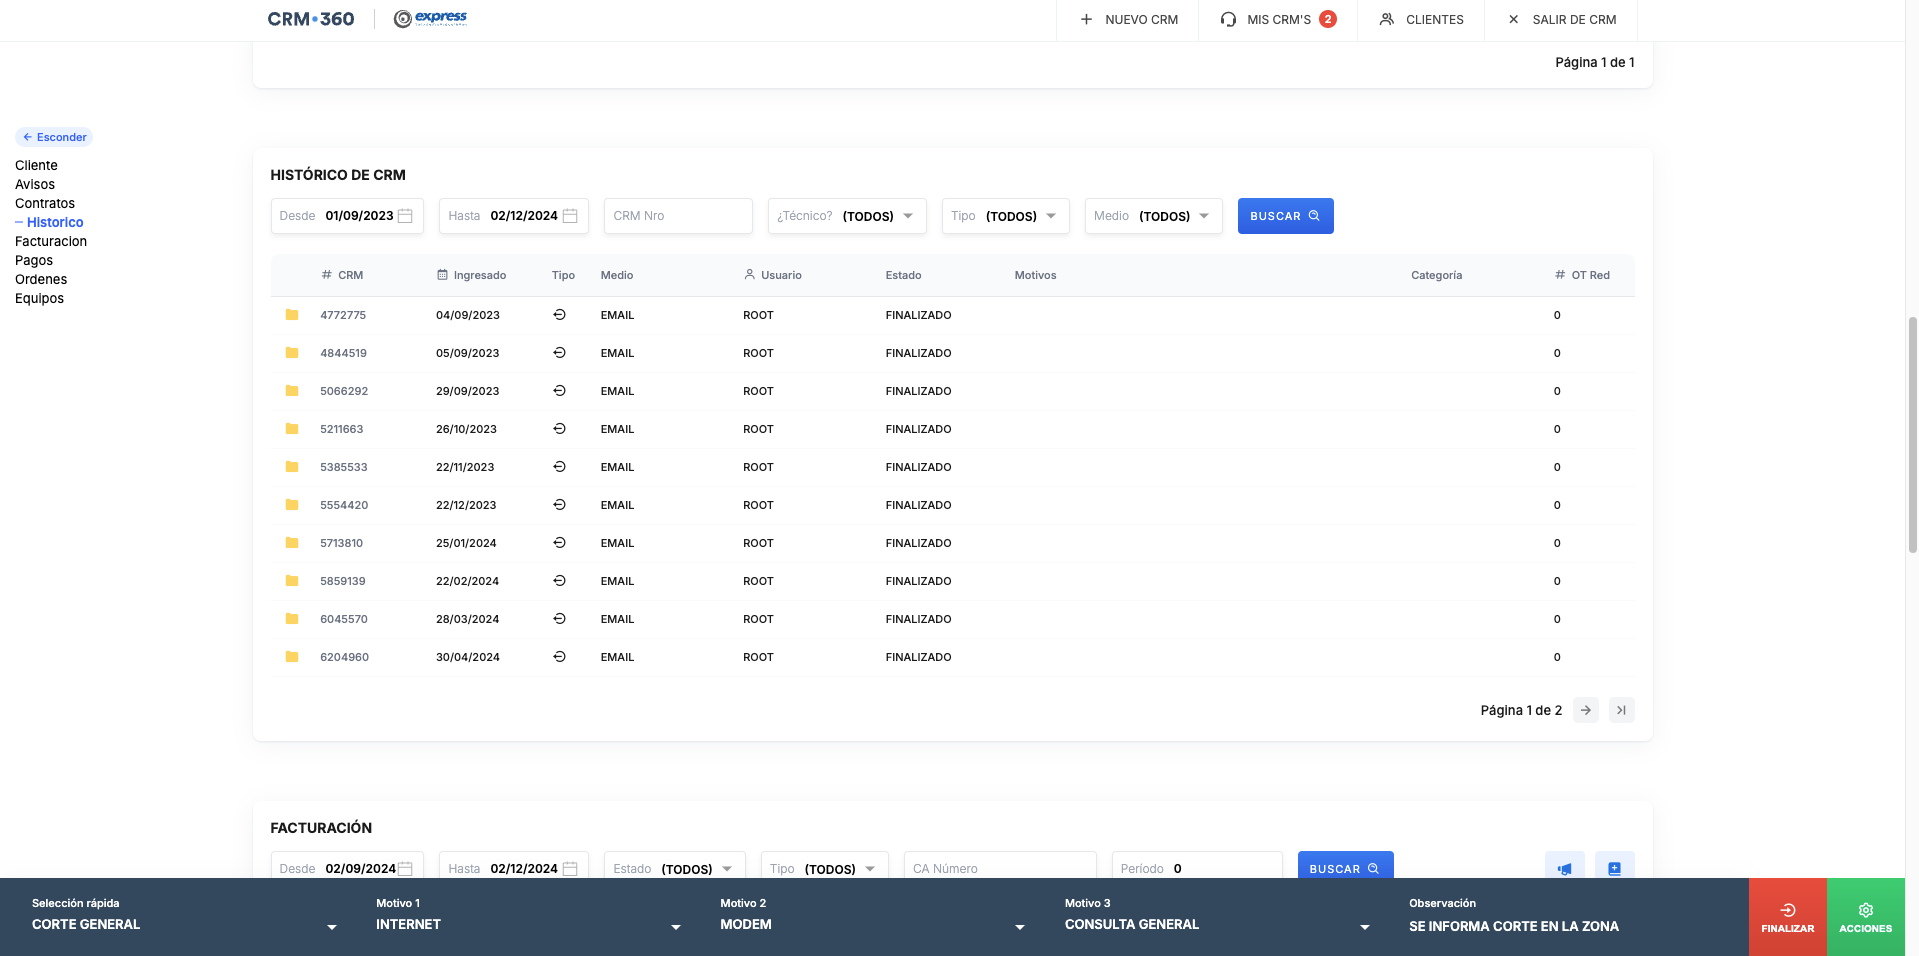 CRM•360 express + NUEVO CRM MIS CRM'S 2 CLIENTES × SALIR DE CRM
Página 1 de 1
← Esconder
Cliente
Avisos
Contratos
– Historico
Facturacion
Pagos
Ordenes
Equipos
HISTÓRICO DE CRM
Desde 01/09/2023 Hasta 02/12/2024 CRM Nro ¿Técnico? (TODOS) Tipo (TODOS) Medio (TODOS) BUSCAR
# CRM Ingresado Tipo Medio Usuario Estado Motivos Categoría # OT Red
4772775 04/09/2023 EMAIL ROOT FINALIZADO 0
4844519 05/09/2023 EMAIL ROOT FINALIZADO 0
5066292 29/09/2023 EMAIL ROOT FINALIZADO 0
5211663 26/10/2023 EMAIL ROOT FINALIZADO 0
5385533 22/11/2023 EMAIL ROOT FINALIZADO 0
5554420 22/12/2023 EMAIL ROOT FINALIZADO 0
5713810 25/01/2024 EMAIL ROOT FINALIZADO 0
5859139 22/02/2024 EMAIL ROOT FINALIZADO 0
6045570 28/03/2024 EMAIL ROOT FINALIZADO 0
6204960 30/04/2024 EMAIL ROOT FINALIZADO 0
Página 1 de 2
FACTURACIÓN
Desde 02/09/2024 Hasta 02/12/2024 Estado (TODOS) Tipo (TODOS) CA Número Período 0 BUSCAR
Selección rápida Motivo 1 Motivo 2 Motivo 3 Observación
CORTE GENERAL INTERNET MODEM CONSULTA GENERAL SE INFORMA CORTE EN LA ZONA
FINALIZAR ACCIONES